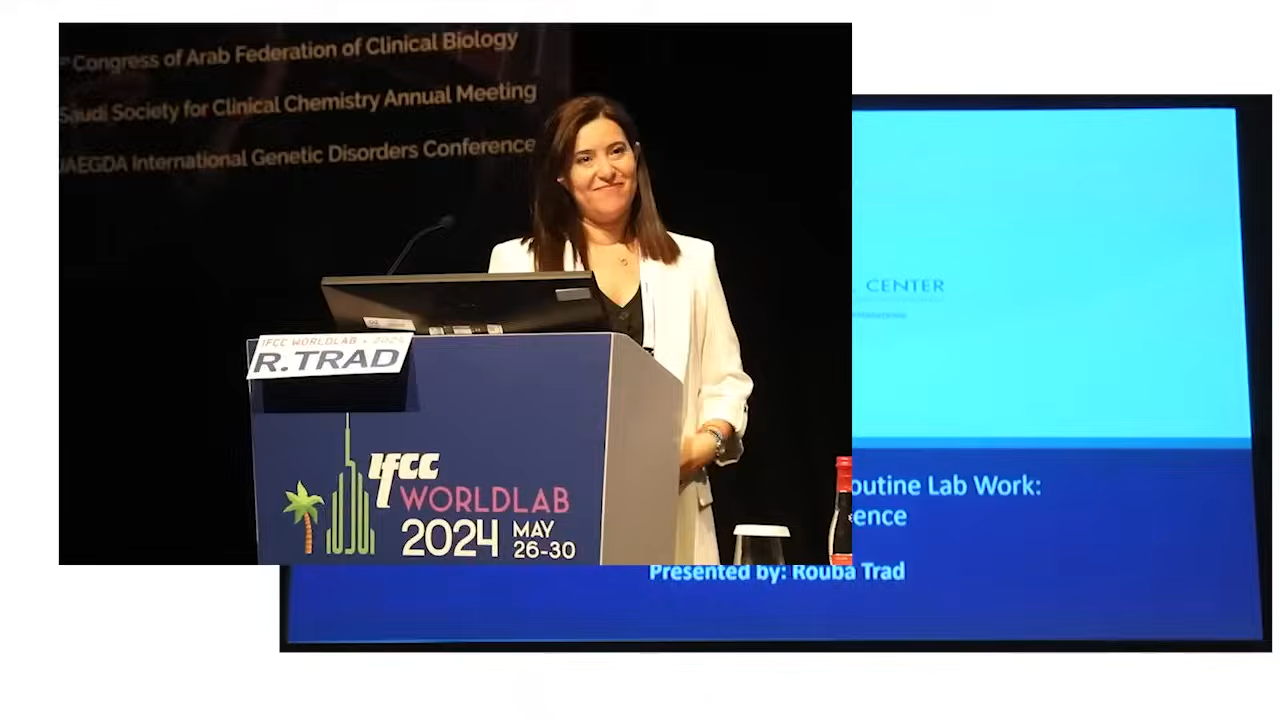 Congress of Arab Federation of Clinical Biology
Saudi Society for Clinical Chemistry Annual Meeting
UAEGDA International Genetic Disorders Conference
IFCC WORLDLAB • 2024
R. TRAD
IFCC
WORLDLAB
2024 MAY
26-30
CENTER
outine Lab Work:
ence
Presented by: Rouba Trad